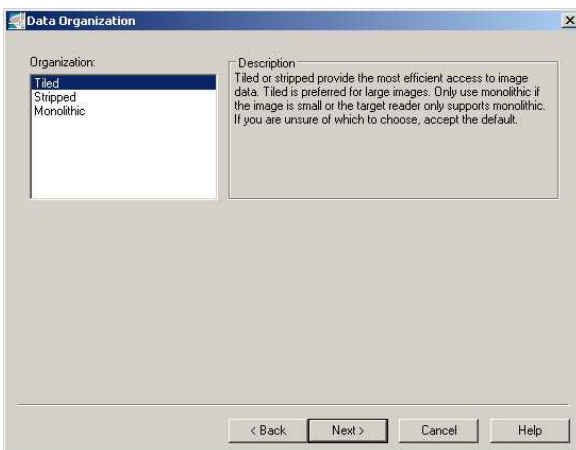 Data Organization
Organization:
Tiled
Stripped
Monolithic
Description
Tiled or stripped provide the most efficient access to image
data. Tiled is preferred for large images. Only use monolithic if
the image is small or the target reader only supports monolithic.
If you are unsure of which to choose, accept the default.
< Back
Next >
Cancel
Help